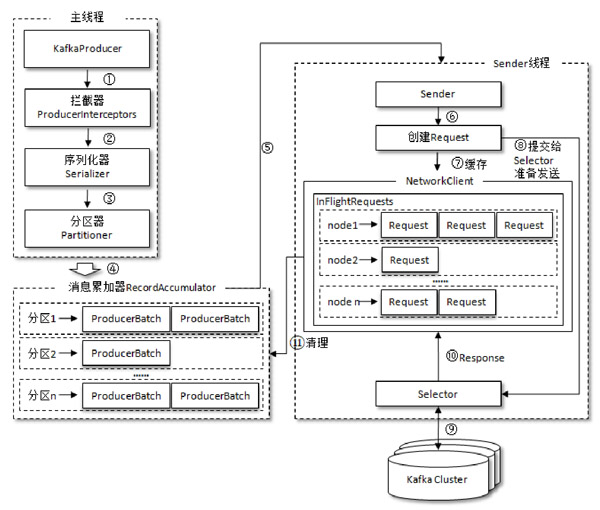 主线程
KafkaProducer
①
拦截器
ProducerInterceptors
②
序列化器
Serializer
③
分区器
Partitioner
④
消息累加器RecordAccumulator
分区1
ProducerBatch
ProducerBatch
分区2
ProducerBatch
......
分区n
ProducerBatch
ProducerBatch
⑤
Sender线程
Sender
⑥
创建Request
⑦缓存
⑧提交给
Selector
准备发送
NetworkClient
InFlightRequests
node1
Request
Request
Request
node2
Request
......
node n
Request
Request
⑪清理
⑩Response
Selector
⑨
Kafka Cluster